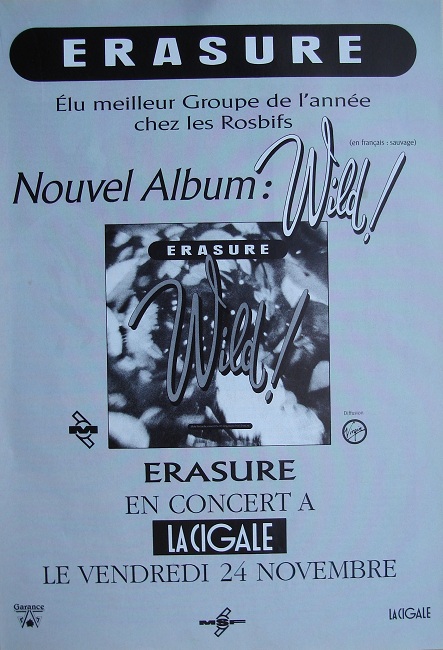 ERASURE
Élu meilleur Groupe de l'année
chez les Rosbifs
(en français : sauvage)
Nouvel Album : Wild!
ERASURE
Wild!
Diffusion
Virgin
ERASURE
EN CONCERT A
LA CIGALE
LE VENDREDI 24 NOVEMBRE
Garance
MSF
LA CIGALE